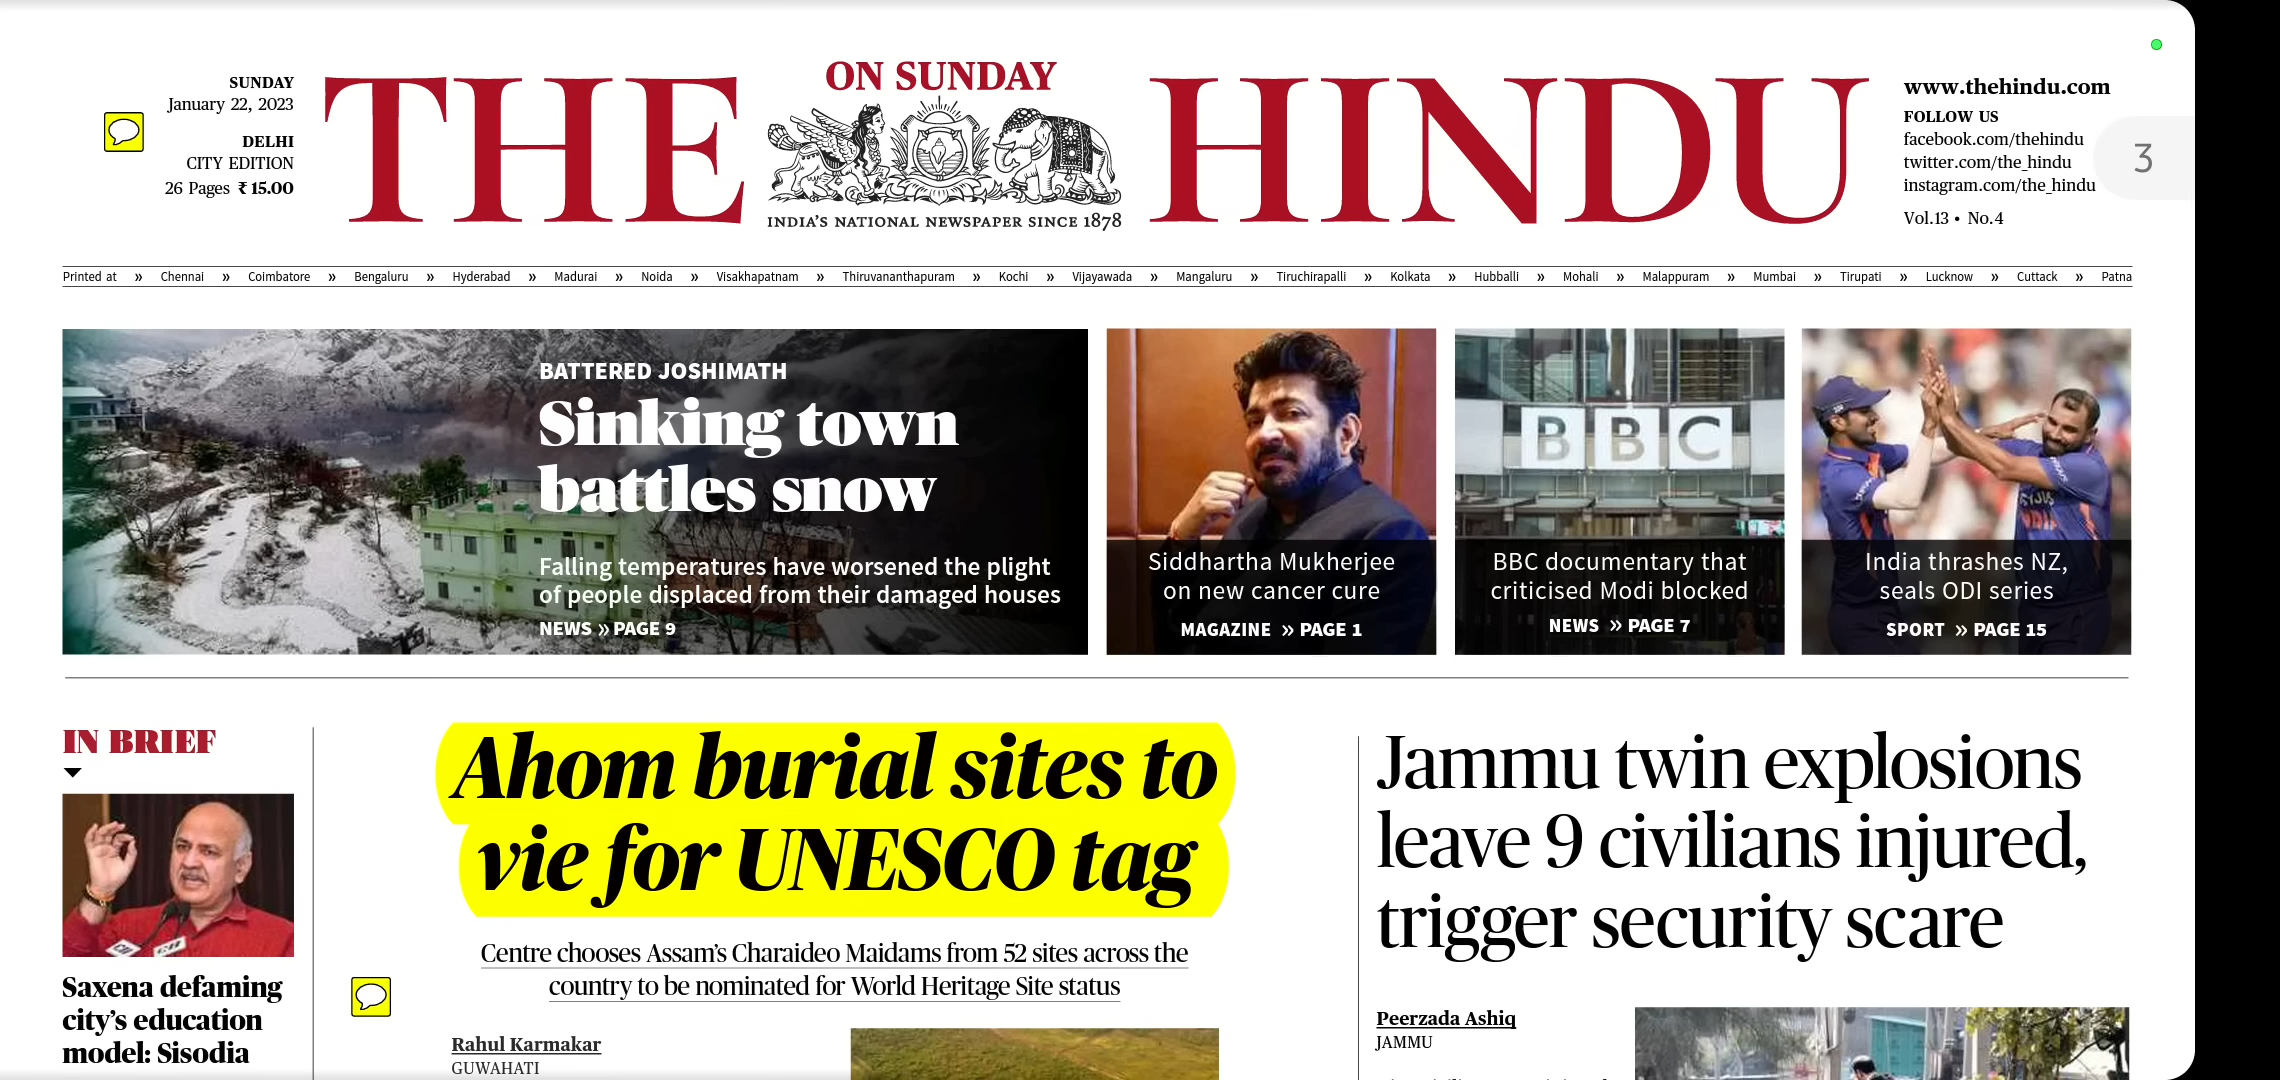 SUNDAY
January 22, 2023
DELHI
CITY EDITION
26 Pages ₹ 15.00
THE HINDU
ON SUNDAY
INDIA'S NATIONAL NEWSPAPER SINCE 1878
www.thehindu.com
FOLLOW US
facebook.com/thehindu
twitter.com/the_hindu
instagram.com/the_hindu
Vol.13 • No.4
3
Printed at » Chennai » Coimbatore » Bengaluru » Hyderabad » Madurai » Noida » Visakhapatnam » Thiruvananthapuram » Kochi » Vijayawada » Mangaluru » Tiruchirapalli » Kolkata » Hubballi » Mohali » Malappuram » Mumbai » Tirupati » Lucknow » Cuttack » Patna
BATTERED JOSHIMATH
Sinking town
battles snow
Falling temperatures have worsened the plight
of people displaced from their damaged houses
NEWS » PAGE 9
Siddhartha Mukherjee
on new cancer cure
MAGAZINE » PAGE 1
BBC
BBC documentary that
criticised Modi blocked
NEWS » PAGE 7
India thrashes NZ,
seals ODI series
SPORT » PAGE 15
IN BRIEF
Saxena defaming
city's education
model: Sisodia
Ahom burial sites to
vie for UNESCO tag
Centre chooses Assam's Charaideo Maidams from 52 sites across the
country to be nominated for World Heritage Site status
Rahul Karmakar
GUWAHATI
Jammu twin explosions
leave 9 civilians injured,
trigger security scare
Peerzada Ashiq
JAMMU